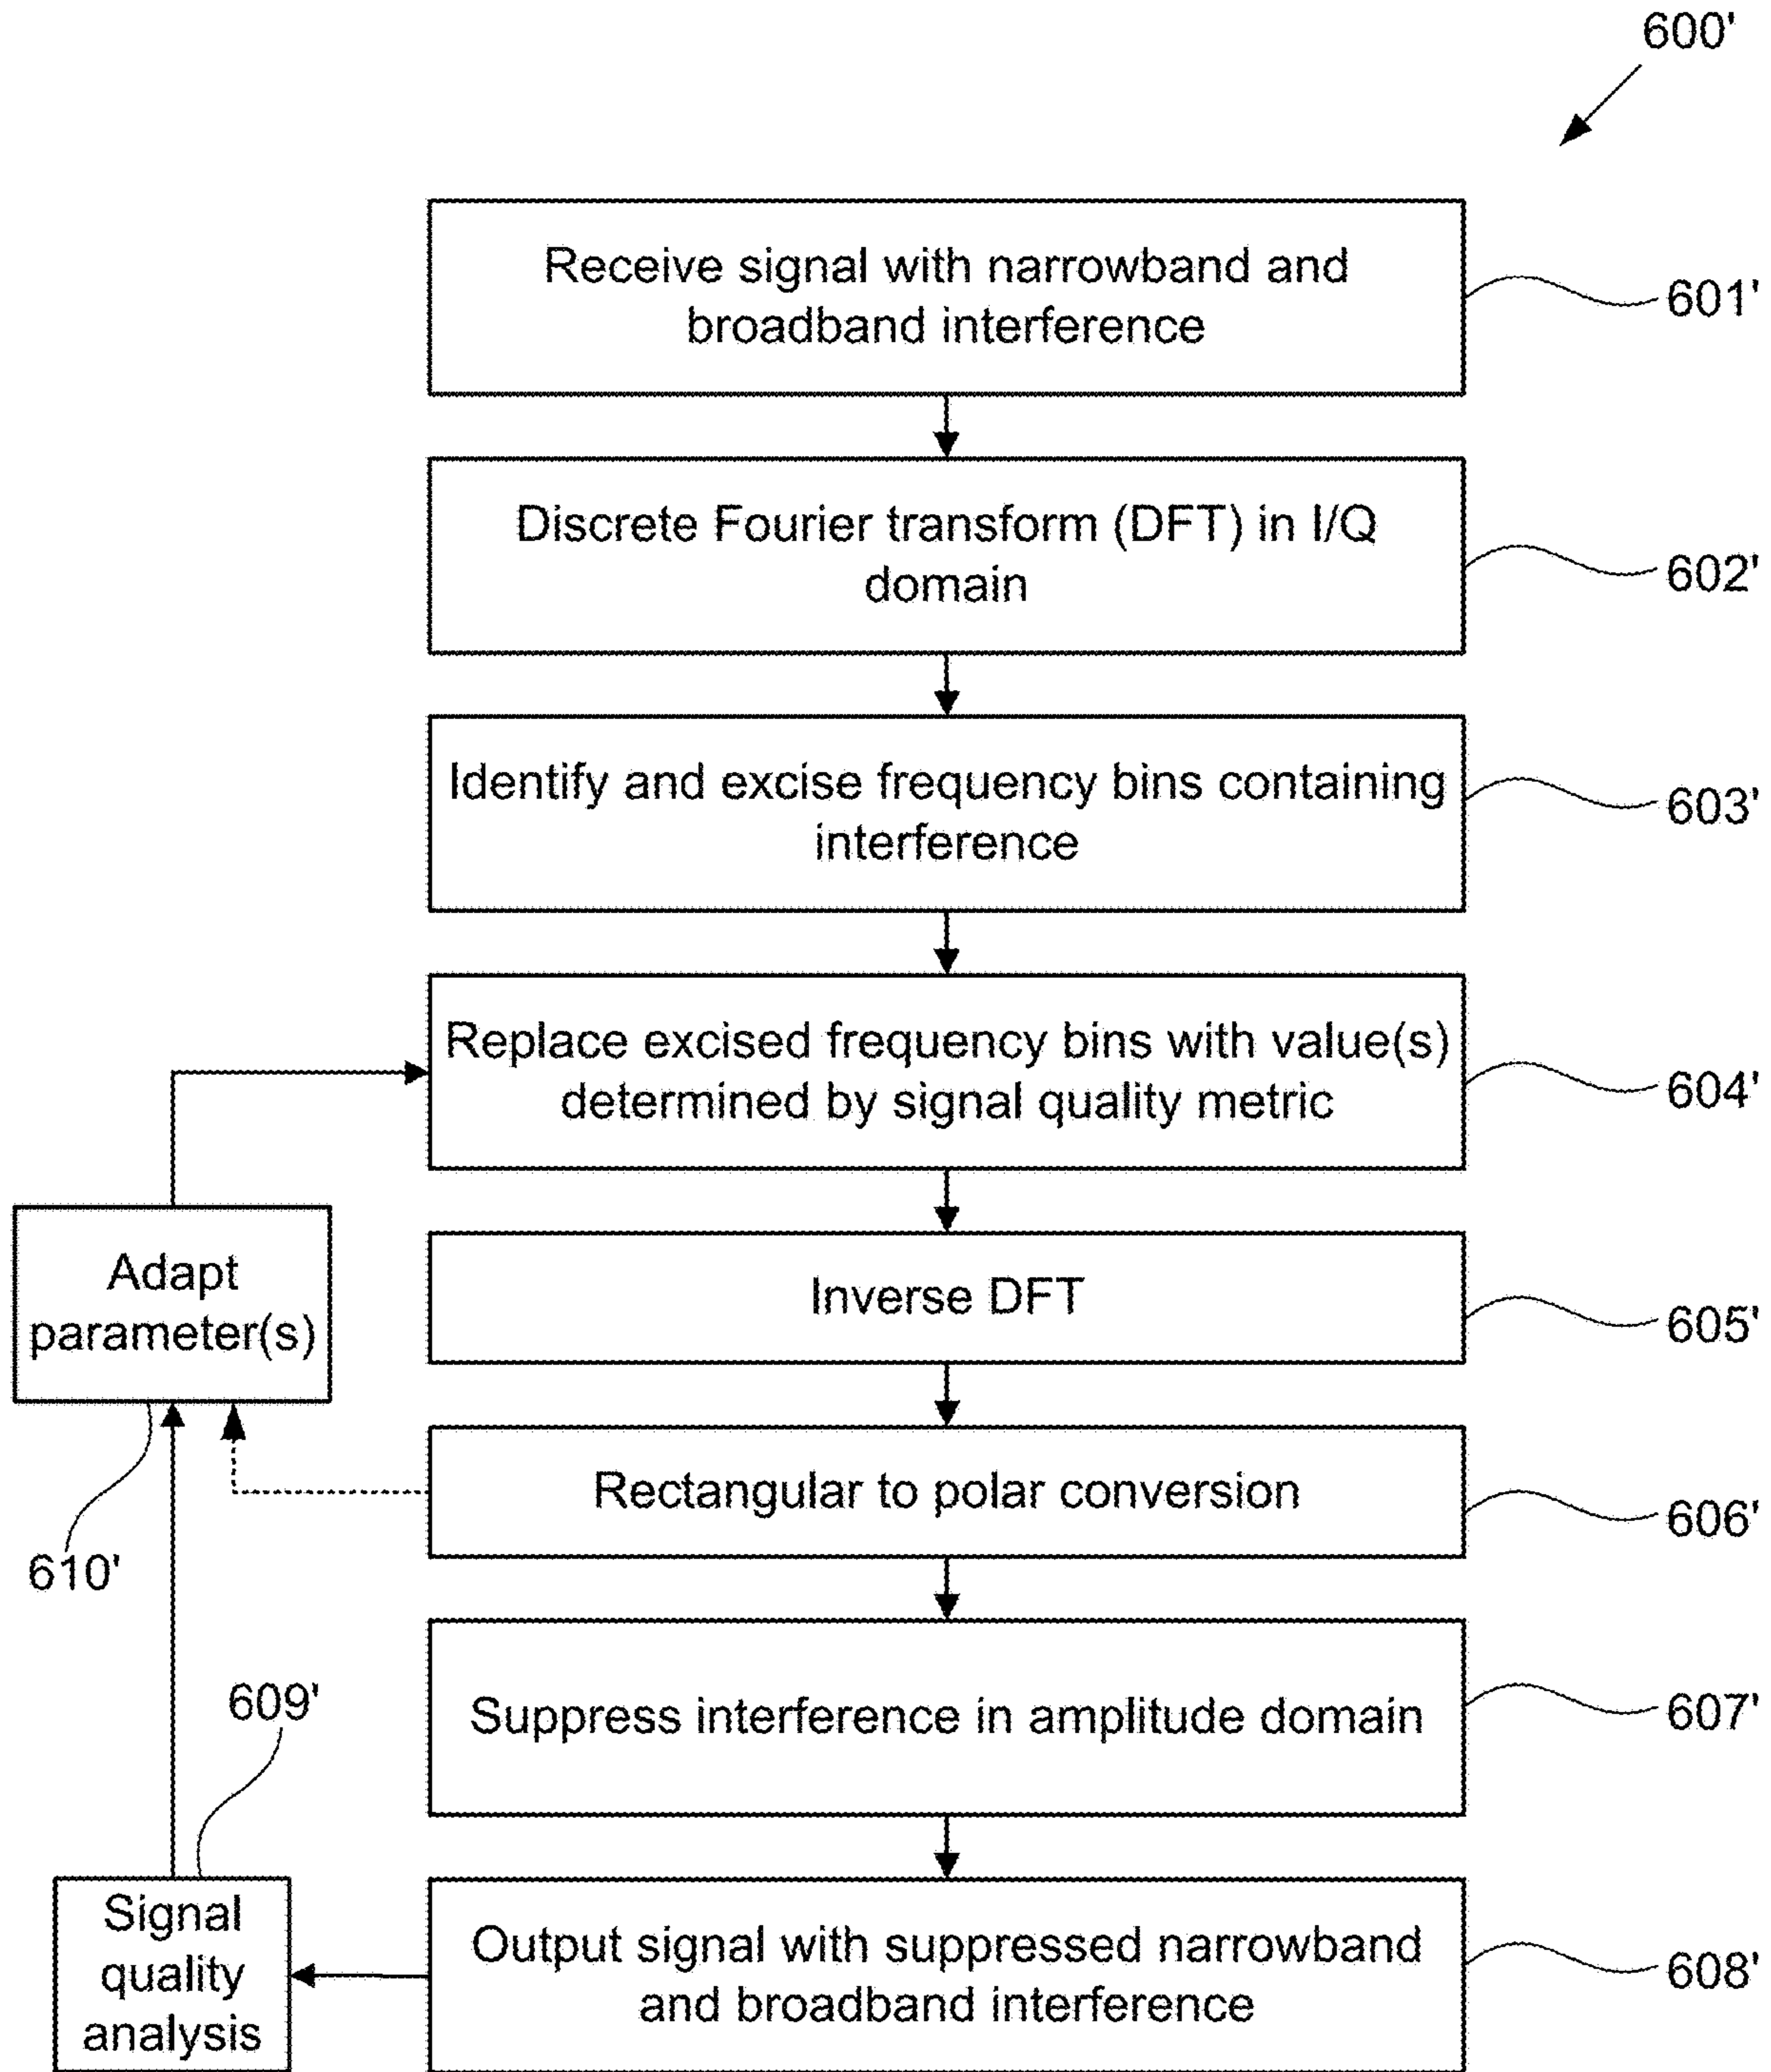 600'
Receive signal with narrowband and
broadband interference
601'
Discrete Fourier transform (DFT) in I/Q
domain
602'
Identify and excise frequency bins containing
interference
603'
Replace excised frequency bins with value(s)
determined by signal quality metric
604'
Adapt
parameter(s)
610'
Inverse DFT
605'
Rectangular to polar conversion
606'
Suppress interference in amplitude domain
607'
609'
Signal
quality
analysis
Output signal with suppressed narrowband
and broadband interference
608'